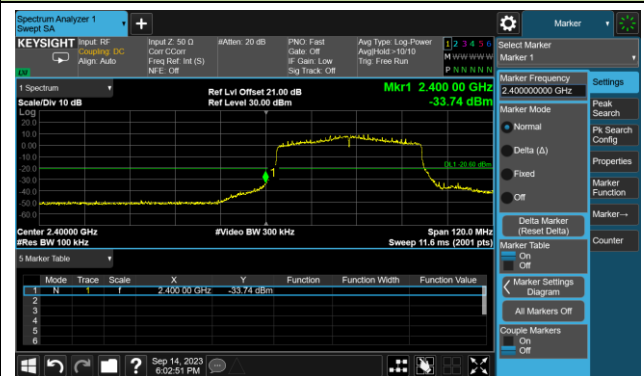 Spectrum Analyzer 1
Swept SA
KEYSIGHT
Input: RF
Coupling: DC
Align: Auto
Input Z: 50 Ω
Corr CCorr
Freq Ref: Int (S)
NFE: Off
#Atten: 20 dB
PNO: Fast
Gate: Off
IF Gain: Low
Sig Track: Off
Avg Type: Log-Power
Avg|Hold:>10/10
Trig: Free Run
1 2 3 4 5 6
M W W W W W
P N N N N N
LXI
1 Spectrum
Scale/Div 10 dB
Ref Lvl Offset 21.00 dB
Ref Level 30.00 dBm
Mkr1 2.400 00 GHz
-33.74 dBm
Log
20.0
10.0
0.00
-10.0
-20.0
-30.0
-40.0
-50.0
-60.0
1
DL1 -20.66 dBm
Center 2.40000 GHz
#Res BW 100 kHz
#Video BW 300 kHz
Span 120.0 MHz
Sweep 11.6 ms (2001 pts)
5 Marker Table
Mode Trace Scale X Y Function Function Width Function Value
1 N 1 f 2.400 00 GHz -33.74 dBm
2
3
4
5
6
Sep 14, 2023
6:02:51 PM
Marker
Select Marker
Marker 1
Marker Frequency
2.400000000 GHz
Marker Mode
Normal
Delta (Δ)
Fixed
Off
Delta Marker
(Reset Delta)
Marker Table
On
Off
Marker Settings
Diagram
All Markers Off
Couple Markers
On
Off
Settings
Peak
Search
Pk Search
Config
Properties
Marker
Function
Marker→
Counter